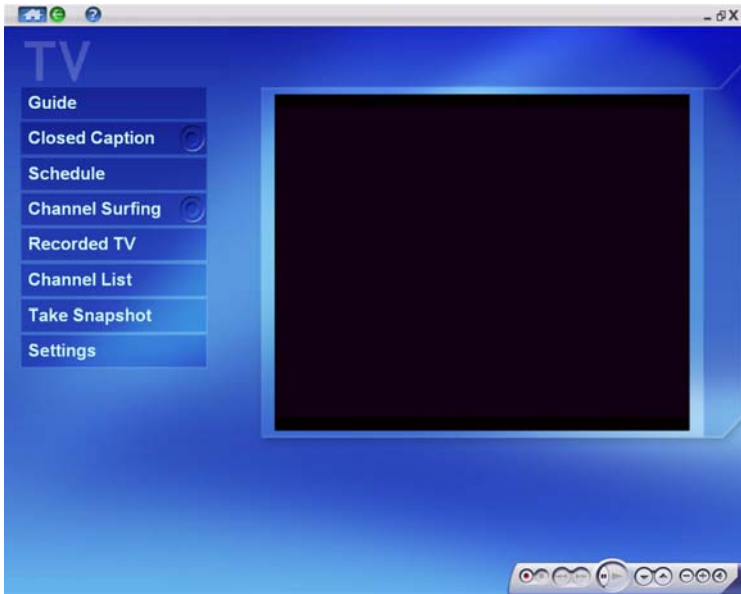 TV
Guide
Closed Caption
Schedule
Channel Surfing
Recorded TV
Channel List
Take Snapshot
Settings